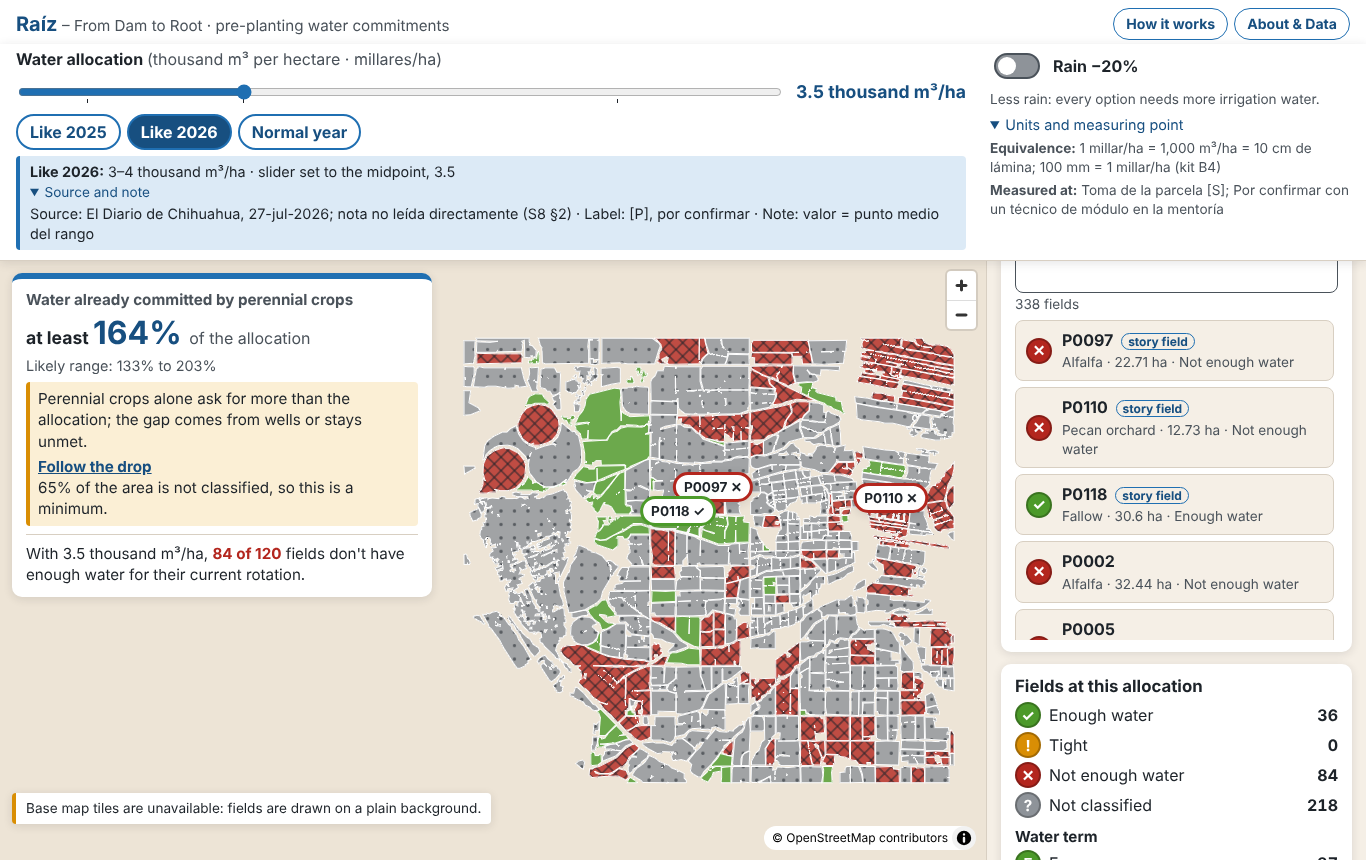 Raíz – From Dam to Root · pre-planting water commitments
How it works
About & Data
Water allocation (thousand m³ per hectare · millares/ha)
3.5 thousand m³/ha
Like 2025
Like 2026
Normal year
Like 2026: 3–4 thousand m³/ha · slider set to the midpoint, 3.5
▼ Source and note
Source: El Diario de Chihuahua, 27-jul-2026; nota no leída directamente (S8 §2) · Label: [P], por confirmar · Note: valor = punto medio
del rango
Rain −20%
Less rain: every option needs more irrigation water.
▼ Units and measuring point
Equivalence: 1 millar/ha = 1,000 m³/ha = 10 cm de
lámina; 100 mm = 1 millar/ha (kit B4)
Measured at: Toma de la parcela [S]; Por confirmar con
un técnico de módulo en la mentoría
Water already committed by perennial crops
at least 164% of the allocation
Likely range: 133% to 203%
Perennial crops alone ask for more than the
allocation; the gap comes from wells or stays
unmet.
Follow the drop
65% of the area is not classified, so this is a
minimum.
With 3.5 thousand m³/ha, 84 of 120 fields don't have
enough water for their current rotation.
+
−
P0097 ✕
P0110 ✕
P0118 ✓
Base map tiles are unavailable: fields are drawn on a plain background.
© OpenStreetMap contributors
338 fields
P0097 story field
Alfalfa · 22.71 ha · Not enough water
P0110 story field
Pecan orchard · 12.73 ha · Not enough
water
P0118 story field
Fallow · 30.6 ha · Enough water
P0002
Alfalfa · 32.44 ha · Not enough water
P0005
Fields at this allocation
Enough water 36
Tight 0
Not enough water 84
Not classified 218
Water term